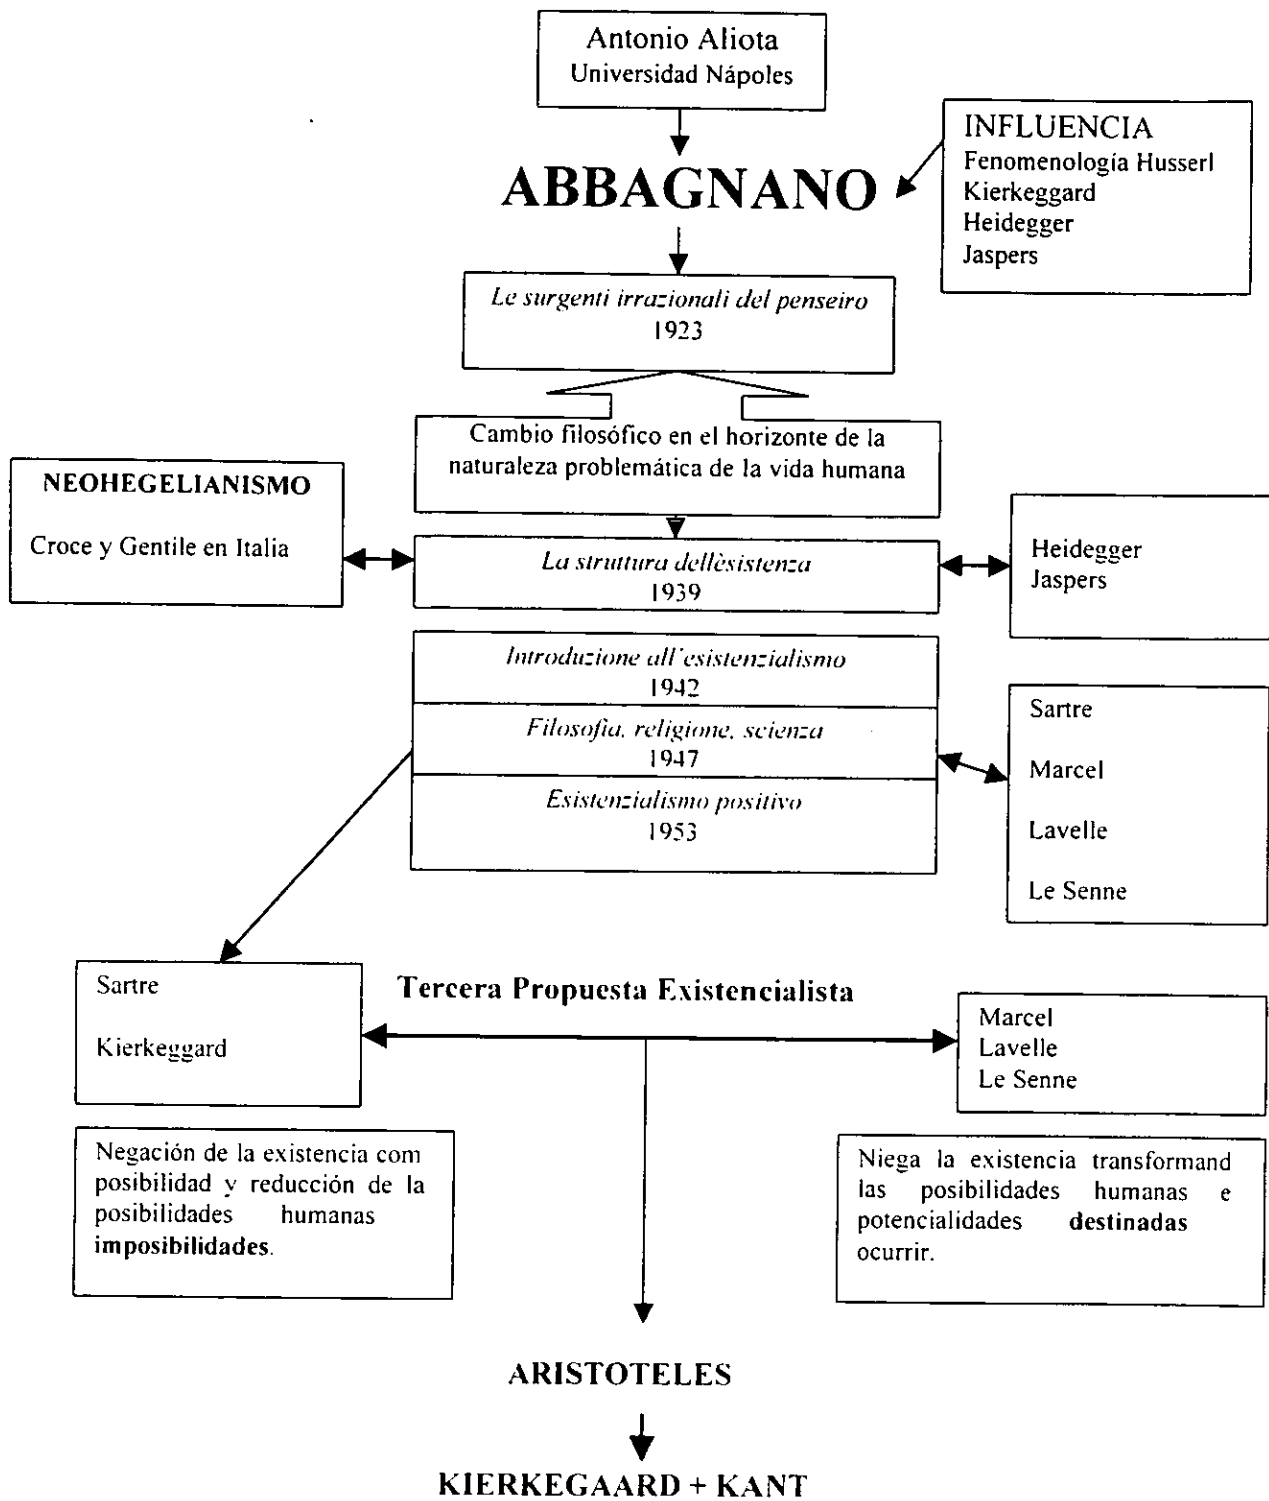 Antonio Aliota
Universidad Nápoles
INFLUENCIA
Fenomenología Husserl
Kierkeggard
Heidegger
Jaspers
ABBAGNANO
Le surgenti irrazionali del penseiro
1923
Cambio filosófico en el horizonte de la
naturaleza problemática de la vida humana
NEOHEGELIANISMO
Croce y Gentile en Italia
La struttura dellèsistenza
1939
Heidegger
Jaspers
Introduzione all'esistenzialismo
1942
Filosofia, religione, scienza
1947
Esistenzialismo positivo
1953
Sartre
Marcel
Lavelle
Le Senne
Sartre
Kierkeggard
Tercera Propuesta Existencialista
Marcel
Lavelle
Le Senne
Negación de la existencia com
posibilidad y reducción de la
posibilidades humanas
imposibilidades.
Niega la existencia transformand
las posibilidades humanas e
potencialidades destinadas
ocurrir.
ARISTOTELES
KIERKEGAARD + KANT